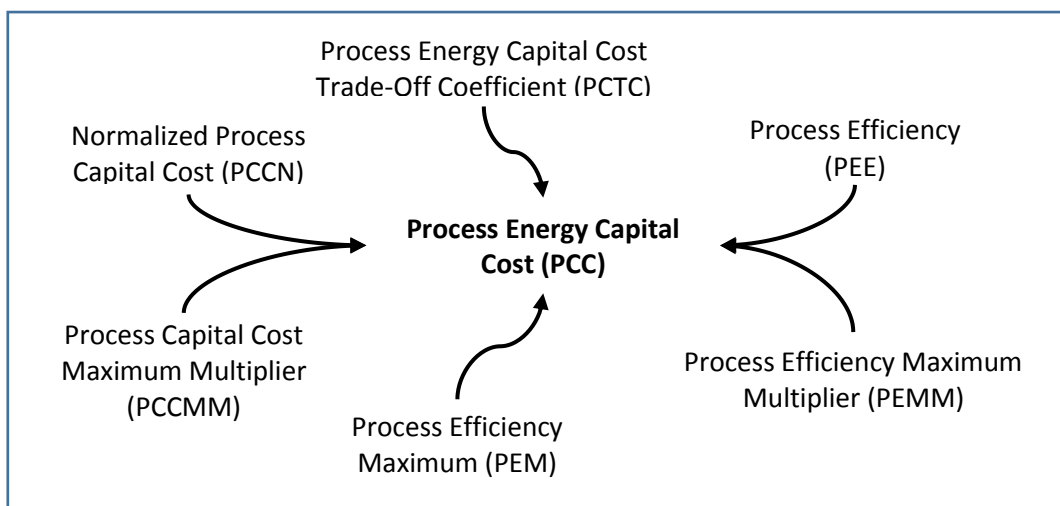 Process Energy Capital Cost
Trade-Off Coefficient (PCTC)
Normalized Process
Capital Cost (PCCN)
Process Efficiency
(PEE)
Process Energy Capital
Cost (PCC)
Process Capital Cost
Maximum Multiplier
(PCCMM)
Process Efficiency
Maximum (PEM)
Process Efficiency Maximum
Multiplier (PEMM)